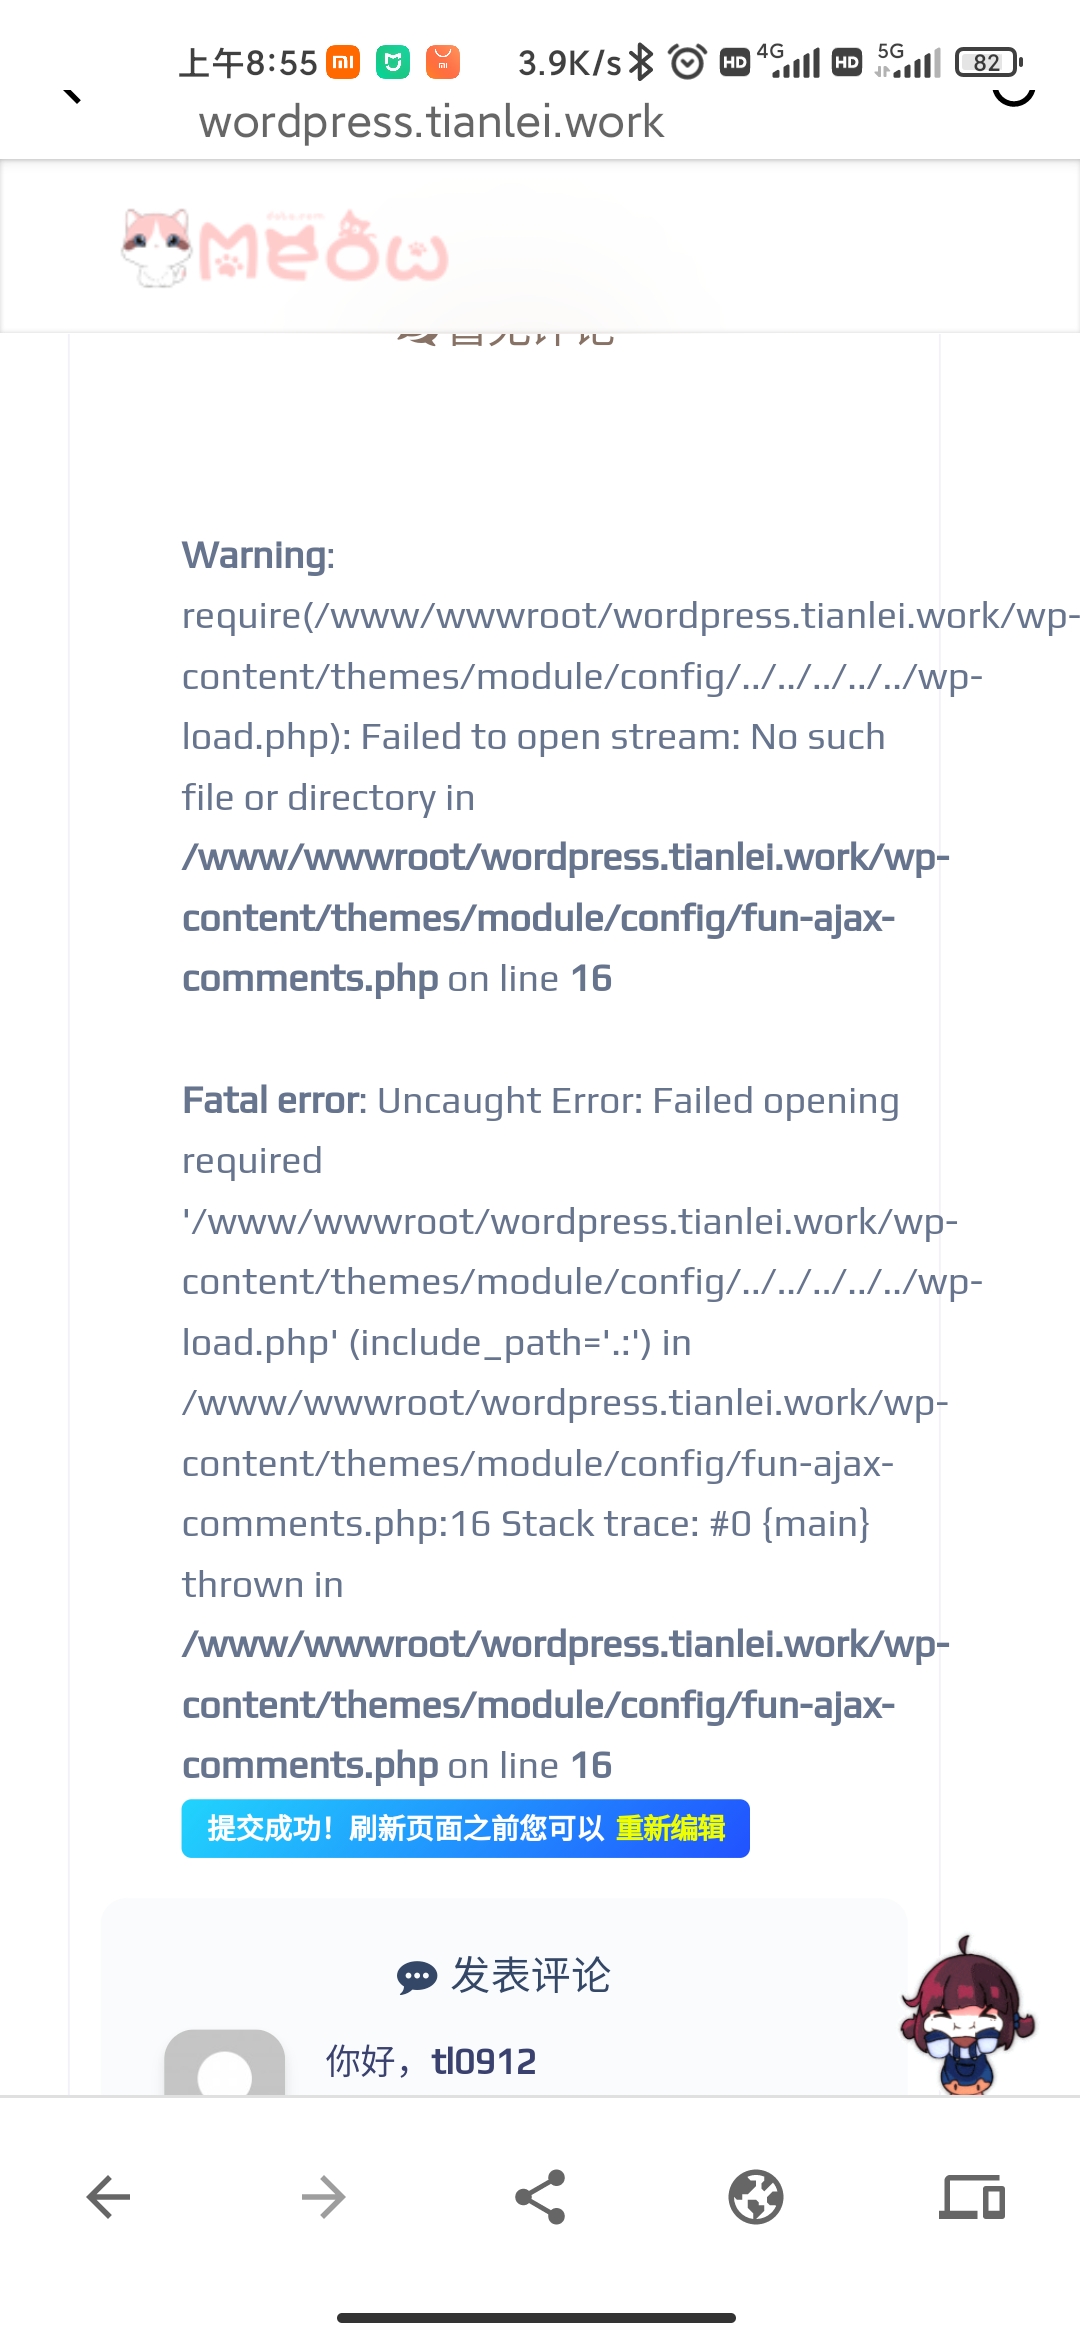 上午8:55 3.9K/s HD 4G HD 5G 82
wordpress.tianlei.work
Meow
暂无评论
Warning:
require(/www/wwwroot/wordpress.tianlei.work/wp-
content/themes/module/config/../../../../../wp-
load.php): Failed to open stream: No such
file or directory in
/www/wwwroot/wordpress.tianlei.work/wp-
content/themes/module/config/fun-ajax-
comments.php on line 16
Fatal error: Uncaught Error: Failed opening
required
'/www/wwwroot/wordpress.tianlei.work/wp-
content/themes/module/config/../../../../../wp-
load.php' (include_path='.:') in
/www/wwwroot/wordpress.tianlei.work/wp-
content/themes/module/config/fun-ajax-
comments.php:16 Stack trace: #0 {main}
thrown in
/www/wwwroot/wordpress.tianlei.work/wp-
content/themes/module/config/fun-ajax-
comments.php on line 16
提交成功！刷新页面之前您可以 重新编辑
发表评论
你好，tl0912